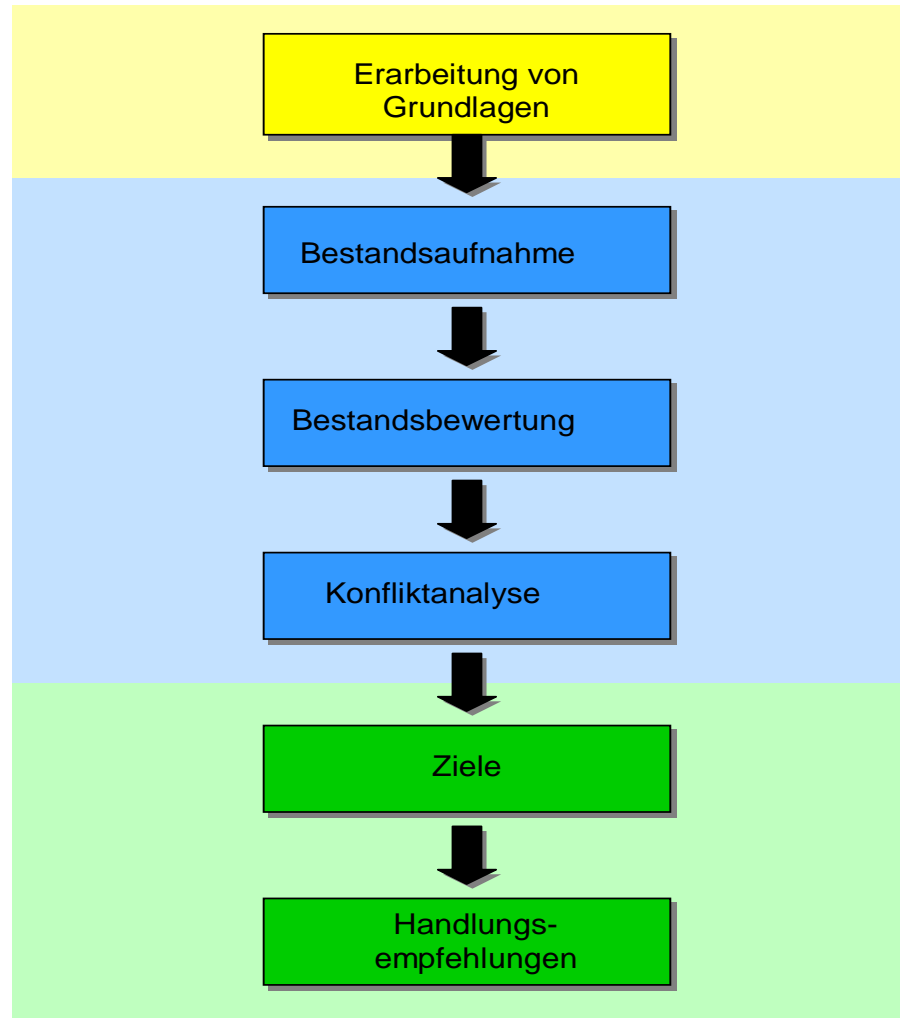 Erarbeitung von
Grundlagen
Bestandsaufnahme
Bestandsbewertung
Konfliktanalyse
Ziele
Handlungs-
empfehlungen